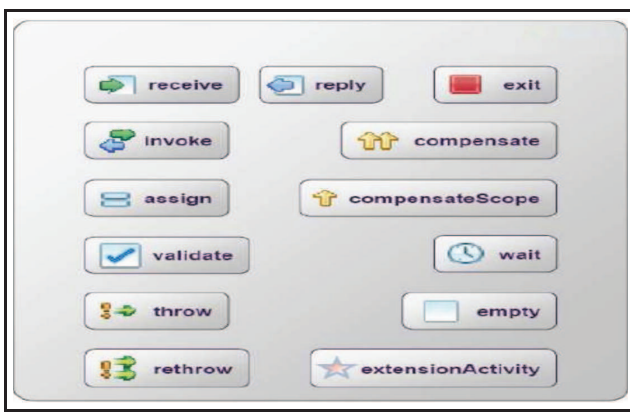 receive reply exit
Invoke compensate
assign compensateScope
validate wait
throw empty
rethrow extensionActivity